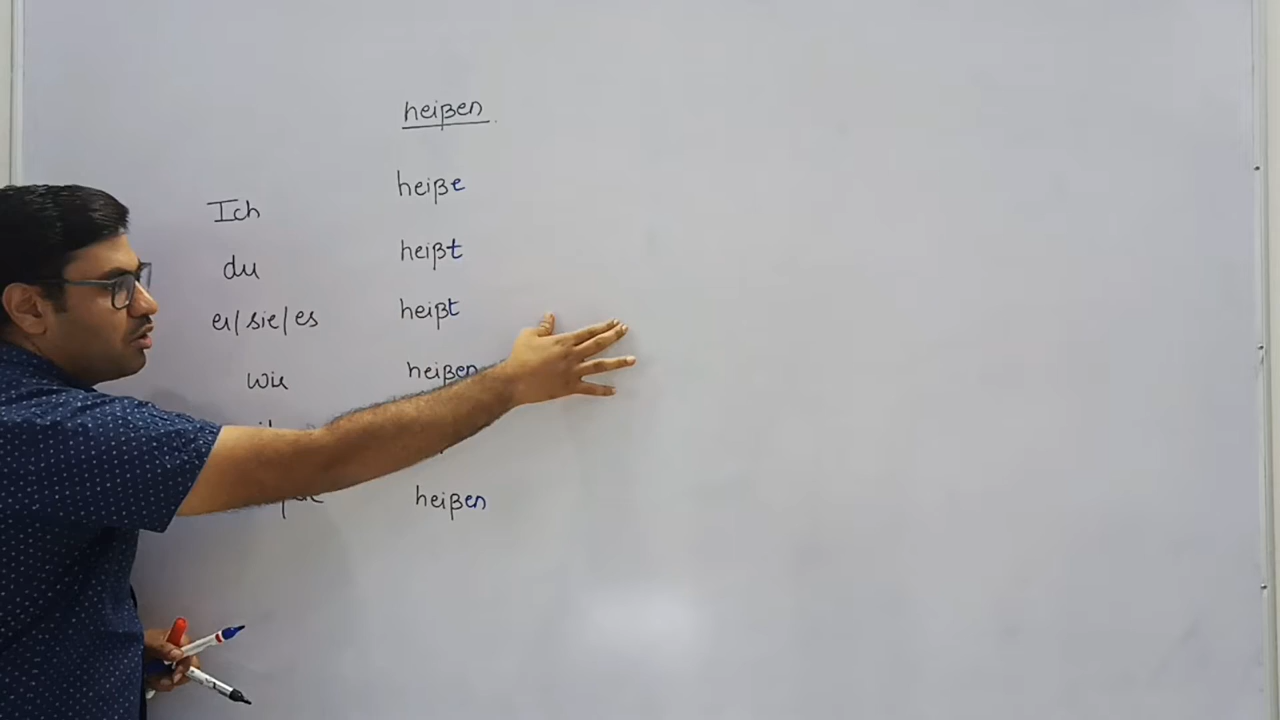 heißen
Ich heiße
du heißt
er/sie/es heißt
wir heißen
heißen